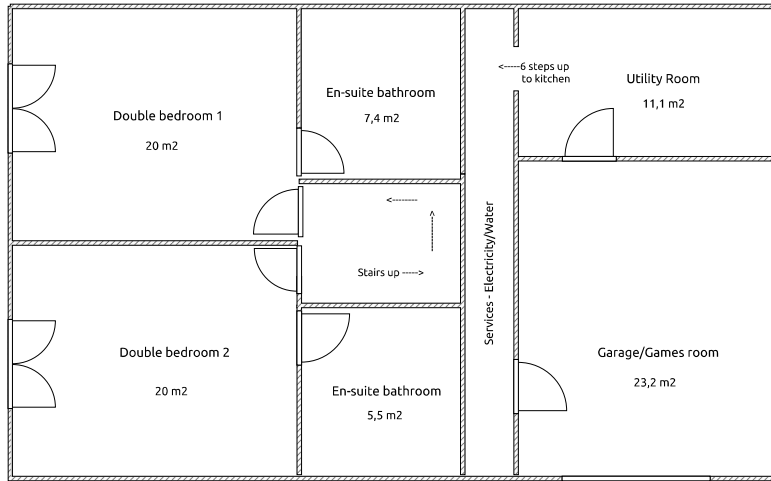 Double bedroom 1
20 m2
En-suite bathroom
7,4 m2
<-----6 steps up
to kitchen
Utility Room
11,1 m2
<--------
-------->
Stairs up ---->
Services - Electricity/Water
Double bedroom 2
20 m2
En-suite bathroom
5,5 m2
Garage/Games room
23,2 m2